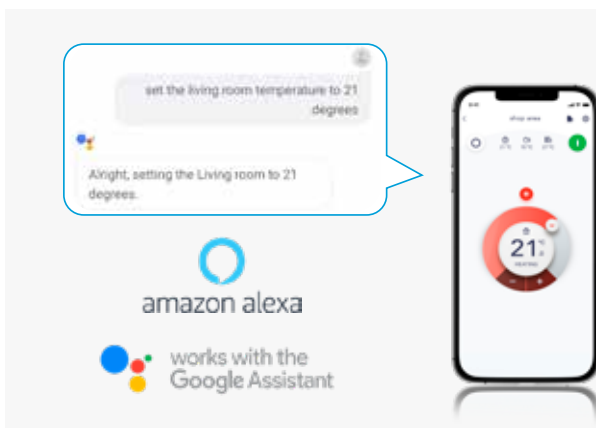 set the living room temperature to 21
degrees
Alright, setting the Living room to 21
degrees.
amazon alexa
works with the
Google Assistant
21